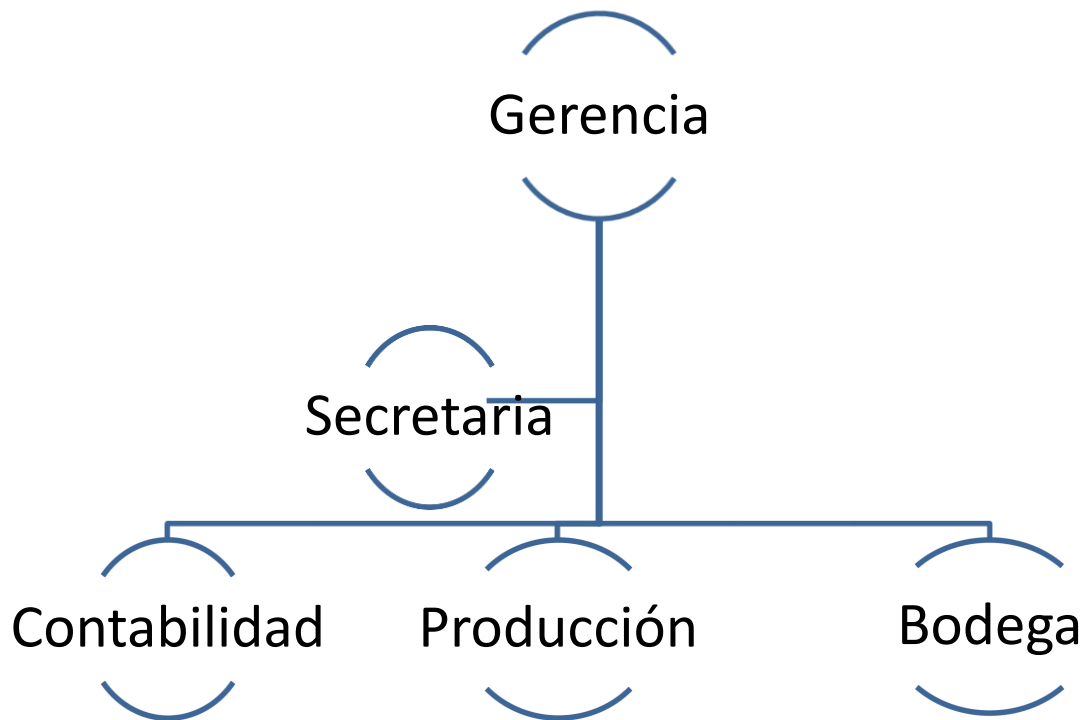 Gerencia
Secretaria
Contabilidad
Producción
Bodega